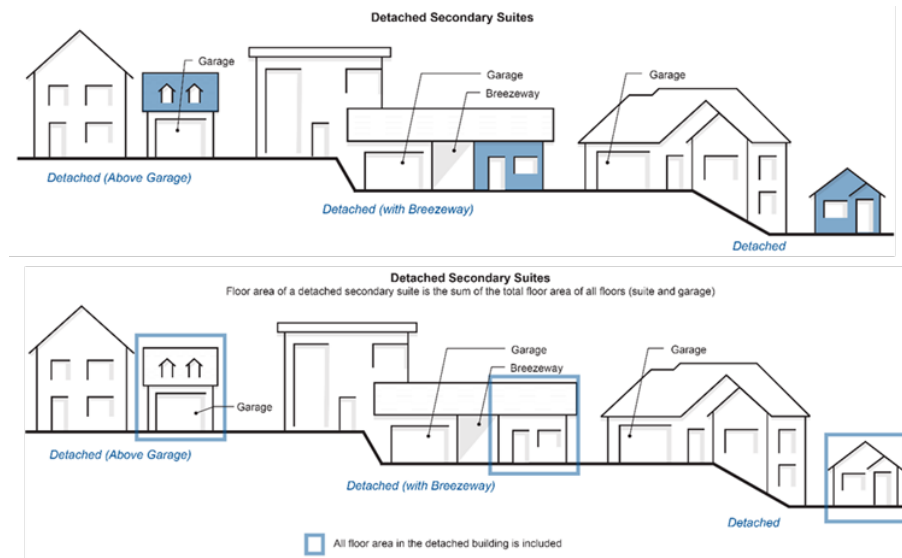 Detached Secondary Suites
Garage
Garage
Breezeway
Garage
Detached (Above Garage)
Detached (with Breezeway)
Detached
Detached Secondary Suites
Floor area of a detached secondary suite is the sum of the total floor area of all floors (suite and garage)
Garage
Garage
Breezeway
Garage
Detached (Above Garage)
Detached (with Breezeway)
Detached
All floor area in the detached building is included